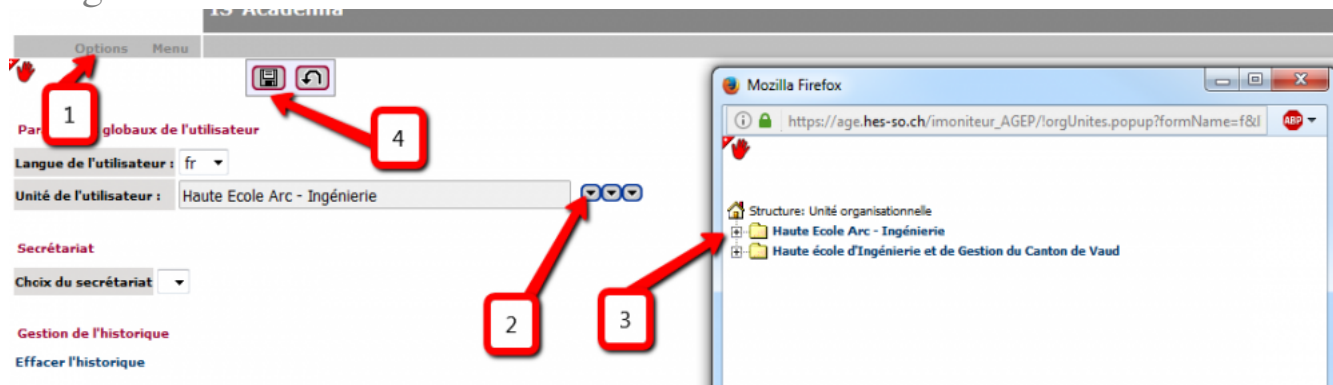 IS Academia
Options Menu
1
4
globaux de l'utilisateur
Langue de l'utilisateur : fr
Unité de l'utilisateur : Haute Ecole Arc - Ingénierie
Secrétariat
Choix du secrétariat
2
3
Gestion de l'historique
Effacer l'historique
Mozilla Firefox
https://age.hes-so.ch/imoniteur_AGEP/!orgUnites.popup?formName=f&l
ABP
Structure: Unité organisationnelle
Haute Ecole Arc - Ingénierie
Haute école d'Ingénierie et de Gestion du Canton de Vaud